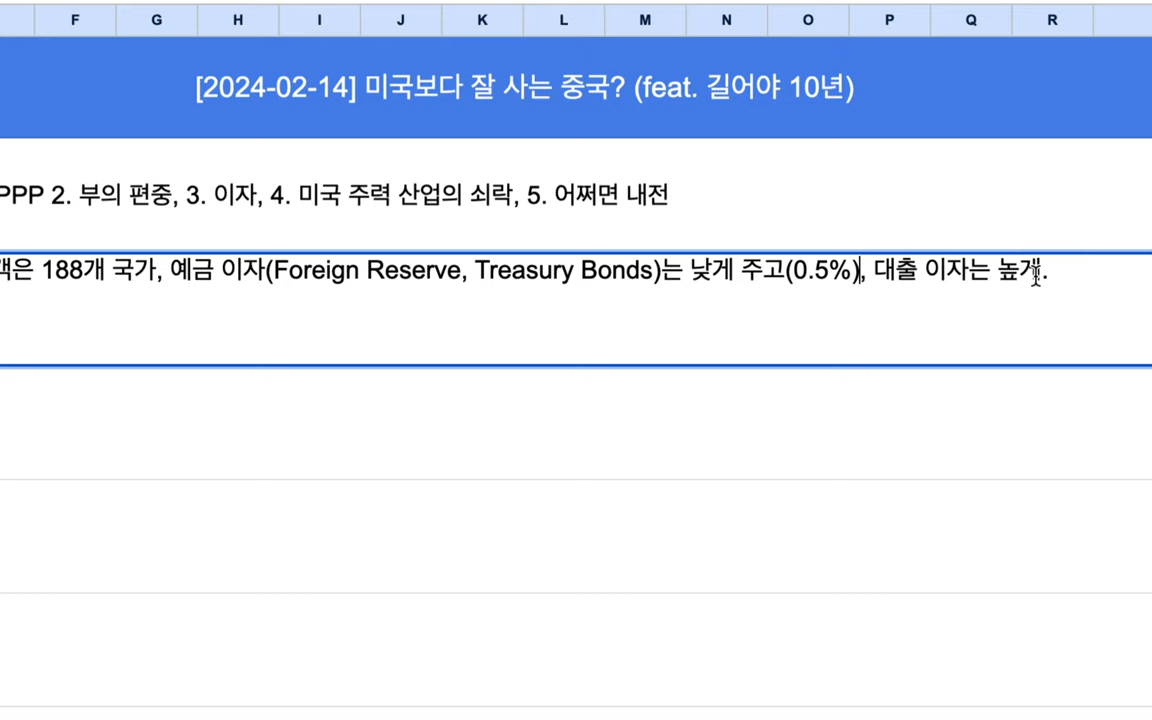 F G H I J K L M N O P Q R
[2024-02-14] 미국보다 잘 사는 중국? (feat. 길어야 10년)
PPP 2. 부의 편중, 3. 이자, 4. 미국 주력 산업의 쇠락, 5. 어쩌면 내전
188개 국가, 예금 이자(Foreign Reserve, Treasury Bonds)는 낮게 주고(0.5%), 대출 이자는 높게.